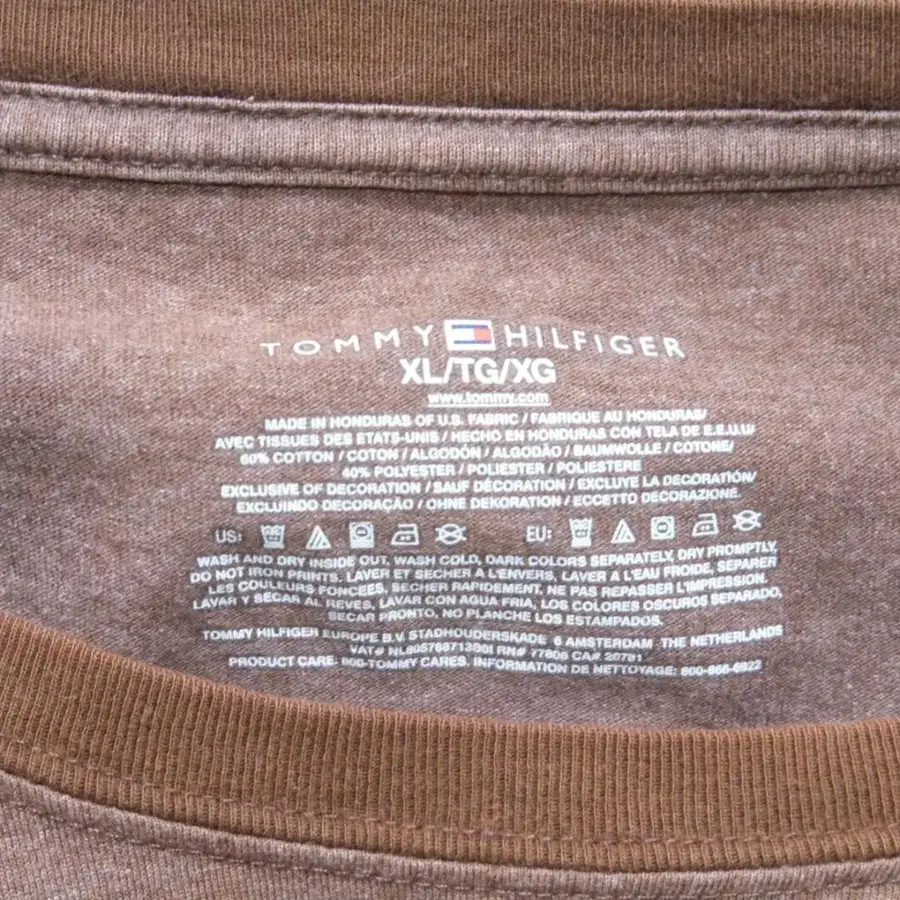 TOMMY HILFIGER
XL/TG/XG
www.tommy.com
MADE IN HONDURAS OF U.S. FABRIC / FABRIQUE AU HONDURAS/
AVEC TISSUES DES ETATS-UNIS / HECHO EN HONDURAS CON TELA DE E.E.U.U/
60% COTTON / COTON / ALGODÓN / ALGODÃO / BAUMWOLLE / COTONE/
40% POLYESTER / POLIESTER / POLIESTERE
EXCLUSIVE OF DECORATION / SAUF DÉCORATION / EXCLUYE LA DECORATIÓN/
EXCLUINDO DECORAÇÃO / OHNE DEKORATION / ECCETTO DECORAZIONE.
US: EU:
WASH AND DRY INSIDE OUT, WASH COLD, DARK COLORS SEPARATELY, DRY PROMPTLY,
DO NOT IRON PRINTS. LAVER ET SECHER A L'ENVERS, LAVER A L'EAU FROIDE, SEPARER
LES COULEURS FONCEES, SECHER RAPIDEMENT, NE PAS REPASSER L'IMPRESSION.
LAVAR Y SECAR AL REVES, LAVAR CON AGUA FRIA, LOS COLORES OSCUROS SEPARADO,
SECAR PRONTO, NO PLANCHE LOS ESTAMPADOS.
TOMMY HILFIGER EUROPE B.V. STADHOUDERSKADE 6 AMSTERDAM THE NETHERLANDS
VAT# RN# 77806 CA# 20781
PRODUCT CARE: 800-TOMMY CARES. INFORMATION DE NETTOYAGE: 800-866-6922